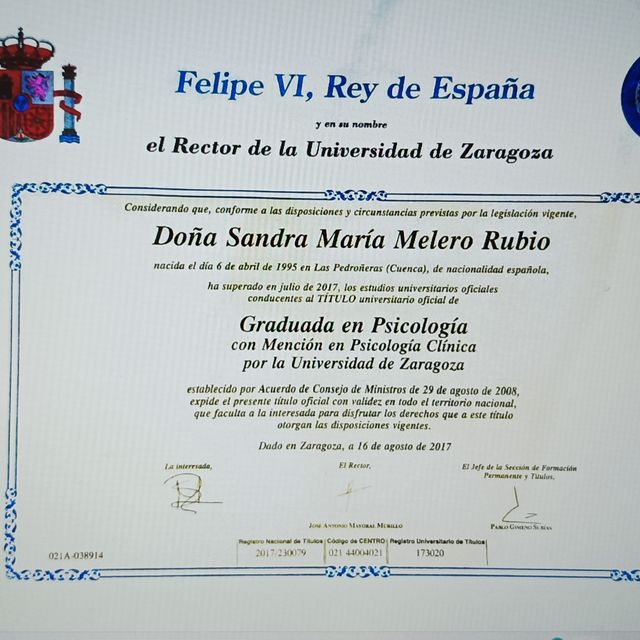 Felipe VI, Rey de España
y en su nombre
el Rector de la Universidad de Zaragoza
Considerando que, conforme a las disposiciones y circunstancias previstas por la legislación vigente,
Doña Sandra María Melero Rubio
nacida el día 6 de abril de 1995 en Las Pedroñeras (Cuenca), de nacionalidad española,
ha superado en julio de 2017, los estudios universitarios oficiales
conducentes al TÍTULO universitario oficial de
Graduada en Psicología
con Mención en Psicología Clínica
por la Universidad de Zaragoza
establecido por Acuerdo de Consejo de Ministros de 29 de agosto de 2008,
expide el presente título oficial con validez en todo el territorio nacional,
que faculta a la interesada para disfrutar los derechos que a este título
otorgan las disposiciones vigentes.
Dado en Zaragoza, a 16 de agosto de 2017
La interesada,
El Rector,
El Jefe de la Sección de Formación
Permanente y Títulos,
José Antonio Mayoral Murillo
Pablo Gimeno Subías
Registro Nacional de Títulos Código de CENTRO Registro Universitario de Títulos
021A-038914 2017/230079 021 44004021 173020